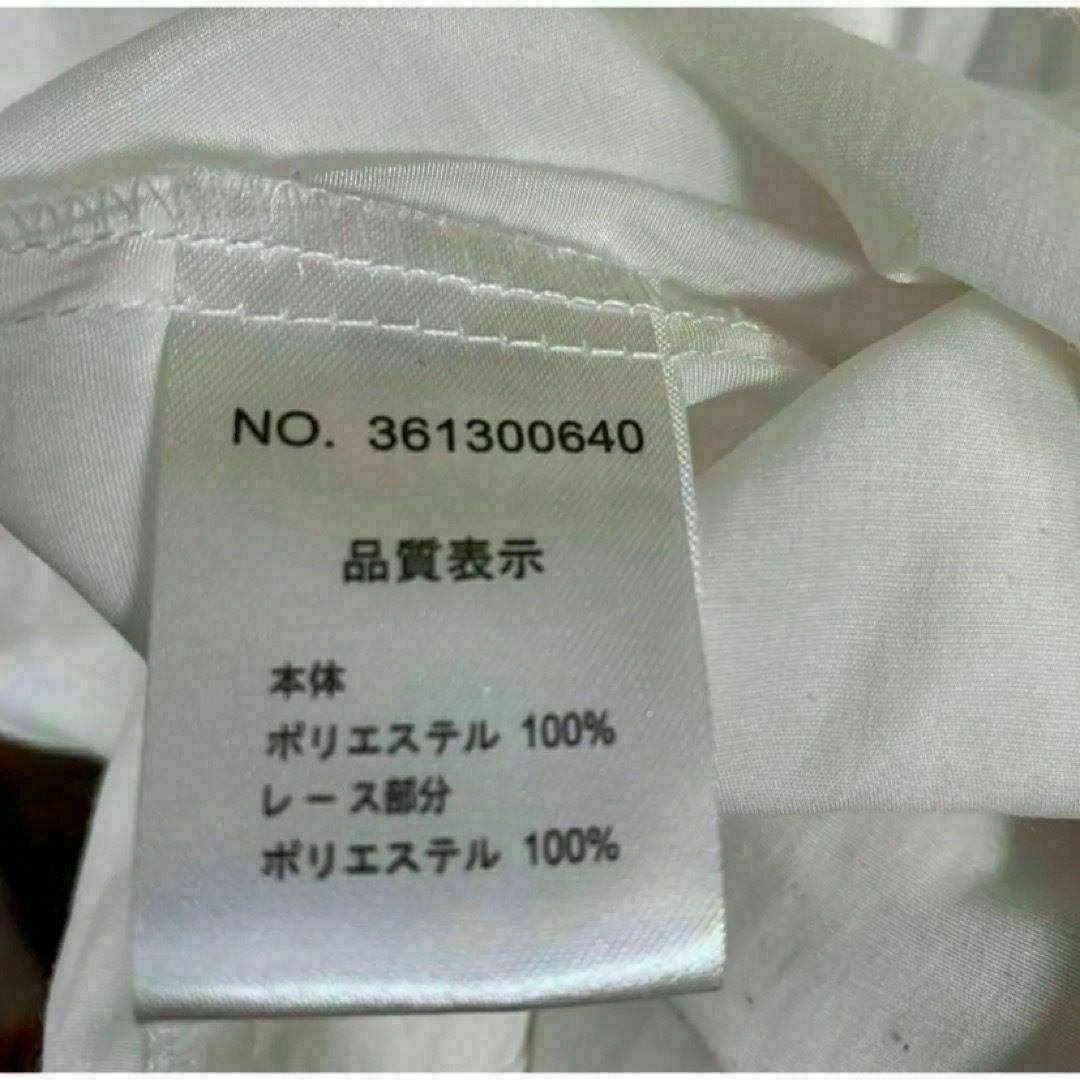 NO. 361300640
品質表示
本体
ポリエステル 100%
レース部分
ポリエステル 100%